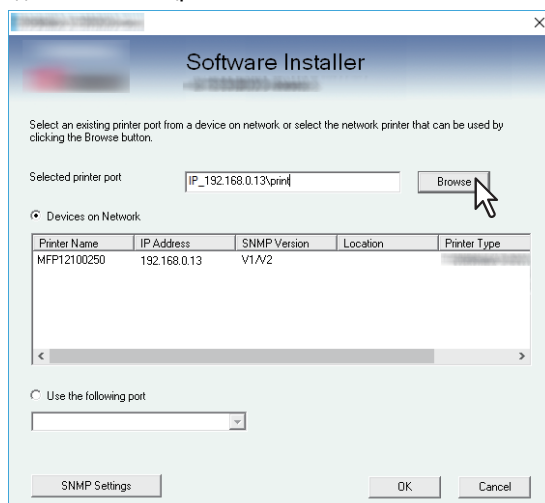 Software Installer
Select an existing printer port from a device on network or select the network printer that can be used by
clicking the Browse button.
Selected printer port IP_192.168.0.13\print Browse
Devices on Network
Printer Name IP Address SNMP Version Location Printer Type
MFP12100250 192.168.0.13 V1/V2
Use the following port
SNMP Settings OK Cancel